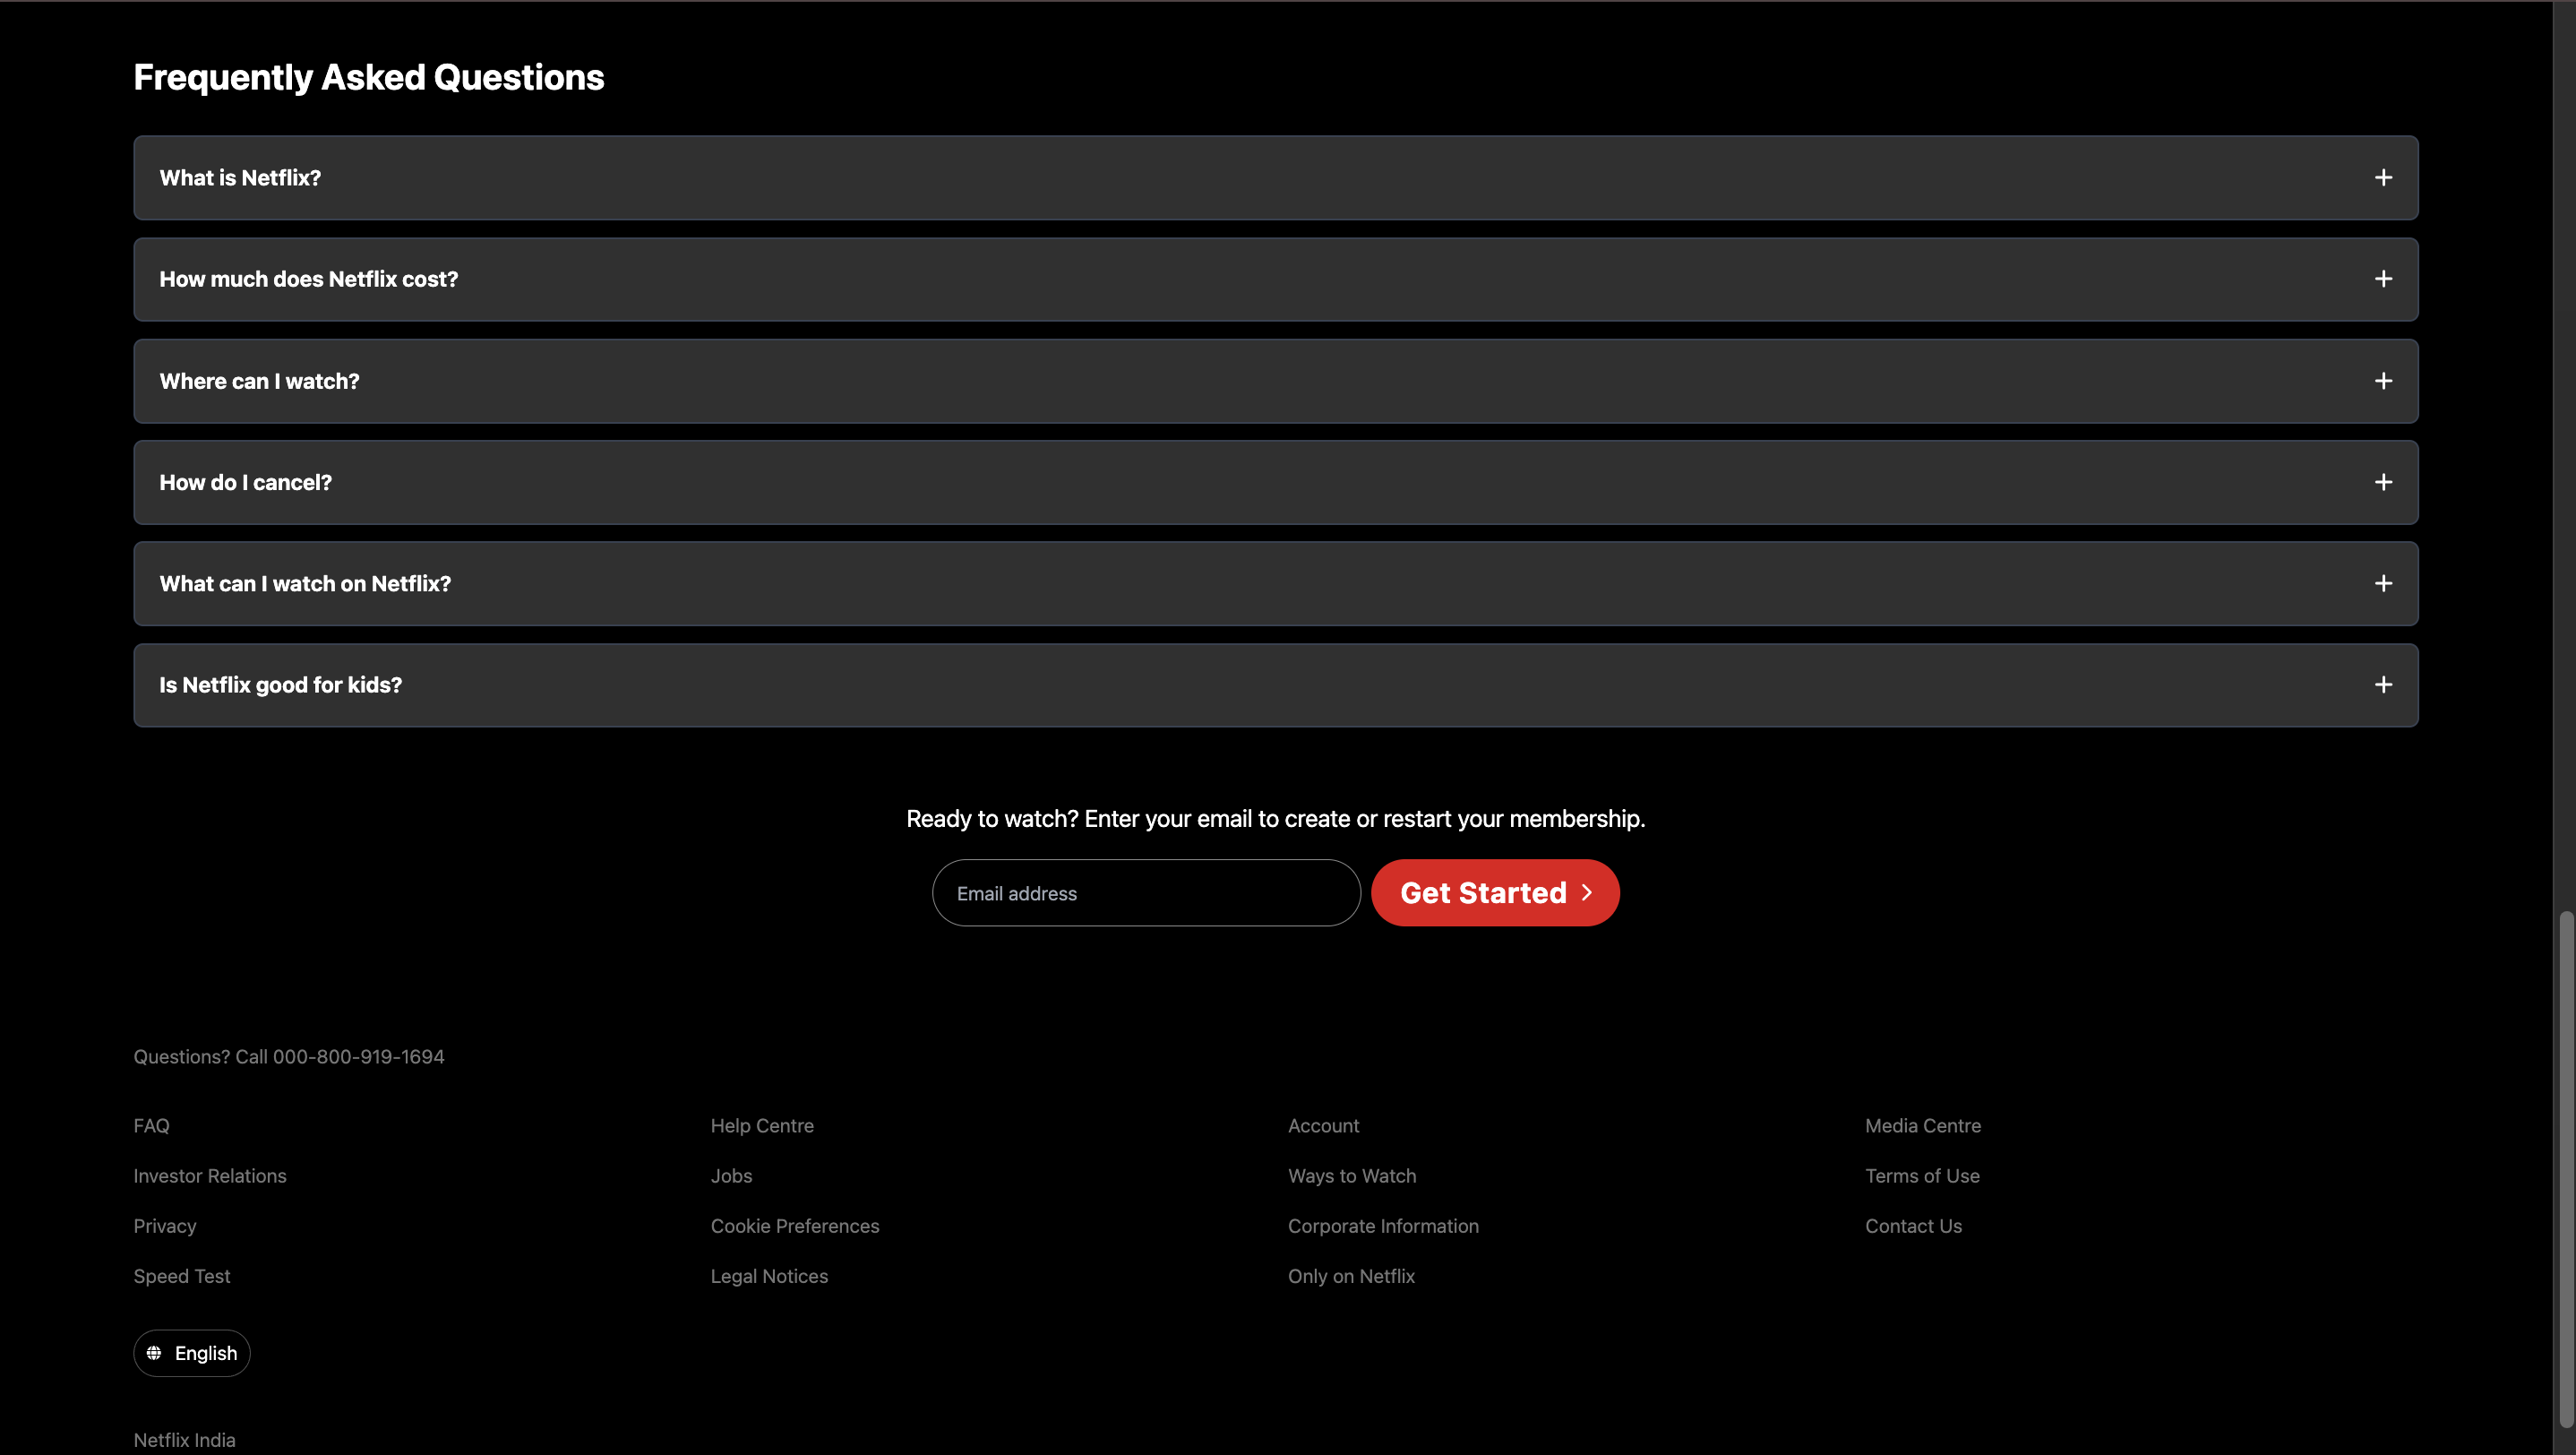 Frequently Asked Questions
What is Netflix?
How much does Netflix cost?
Where can I watch?
How do I cancel?
What can I watch on Netflix?
Is Netflix good for kids?
Ready to watch? Enter your email to create or restart your membership.
Email address
Get Started
Questions? Call 000-800-919-1694
FAQ
Help Centre
Account
Media Centre
Investor Relations
Jobs
Ways to Watch
Terms of Use
Privacy
Cookie Preferences
Corporate Information
Contact Us
Speed Test
Legal Notices
Only on Netflix
English
Netflix India